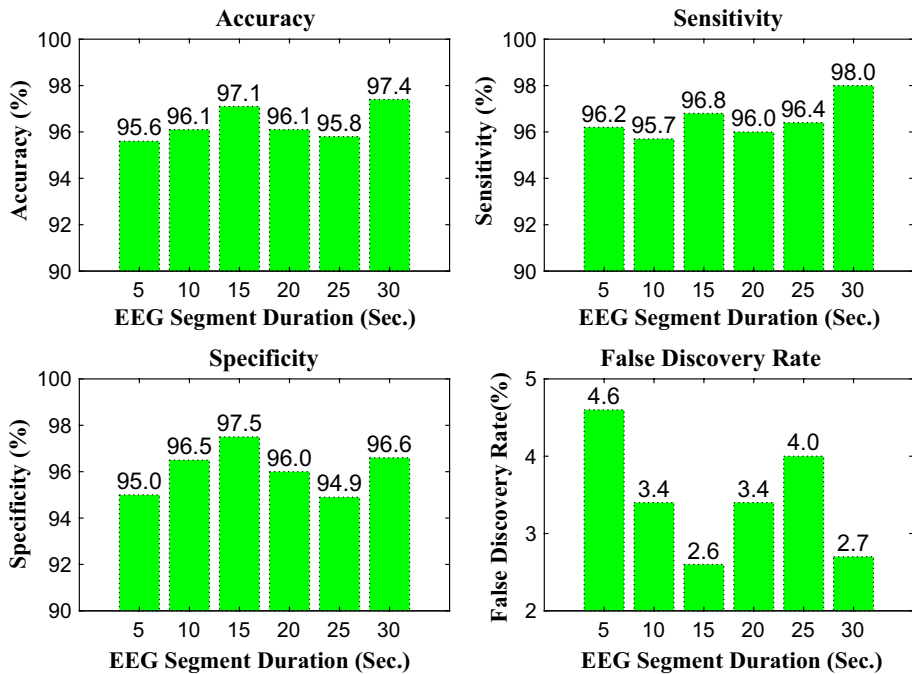 Accuracy
Accuracy (%)
100
98
96
94
92
90
95.6 96.1 97.1 96.1 95.8 97.4
5 10 15 20 25 30
EEG Segment Duration (Sec.)
Sensitivity
Sensitivity (%)
100
98
96
94
92
90
96.2 95.7 96.8 96.0 96.4 98.0
5 10 15 20 25 30
EEG Segment Duration (Sec.)
Specificity
Specificity (%)
100
98
96
94
92
90
95.0 96.5 97.5 96.0 94.9 96.6
5 10 15 20 25 30
EEG Segment Duration (Sec.)
False Discovery Rate
False Discovery Rate(%)
5
4
3
2
4.6 3.4 2.6 3.4 4.0 2.7
5 10 15 20 25 30
EEG Segment Duration (Sec.)